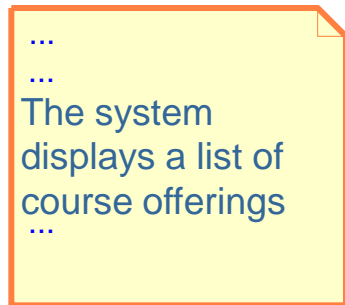 ...
...
The system
displays a list of
course offerings
...